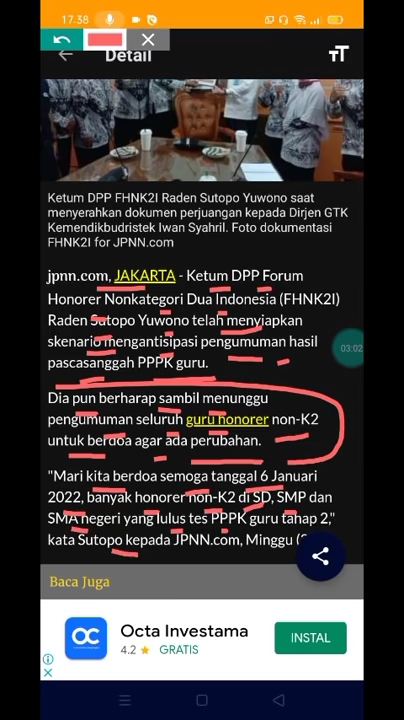 17.38
Detail
Ketum DPP FHNK2I Raden Sutopo Yuwono saat
menyerahkan dokumen perjuangan kepada Dirjen GTK
Kemendikbudristek Iwan Syahril. Foto dokumentasi
FHNK2I for JPNN.com
jpnn.com, JAKARTA - Ketum DPP Forum
Honorer Nonkategori Dua Indonesia (FHNK2I)
Raden Sutopo Yuwono telah menyiapkan
skenario mengantisipasi pengumuman hasil
pascasanggah PPPK guru.
03:02
Dia pun berharap sambil menunggu
pengumuman seluruh guru honorer non-K2
untuk berdoa agar ada perubahan.
"Mari kita berdoa semoga tanggal 6 Januari
2022, banyak honorer non-K2 di SD, SMP dan
SMA negeri yang lulus tes PPPK guru tahap 2,"
kata Sutopo kepada JPNN.com, Minggu (
Baca Juga
Octa Investama
4.2 ★ GRATIS
INSTAL